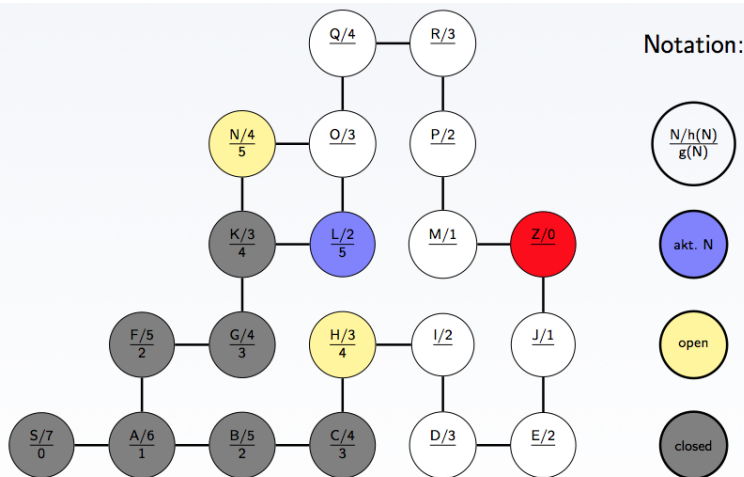 Q/4 R/3
Notation:
N/4 O/3 P/2 N/h(N)
5 g(N)
K/3 L/2 M/1 Z/0 akt. N
4 5
F/5 G/4 H/3 I/2 J/1 open
2 3 4
S/7 A/6 B/5 C/4 D/3 E/2 closed
0 1 2 3